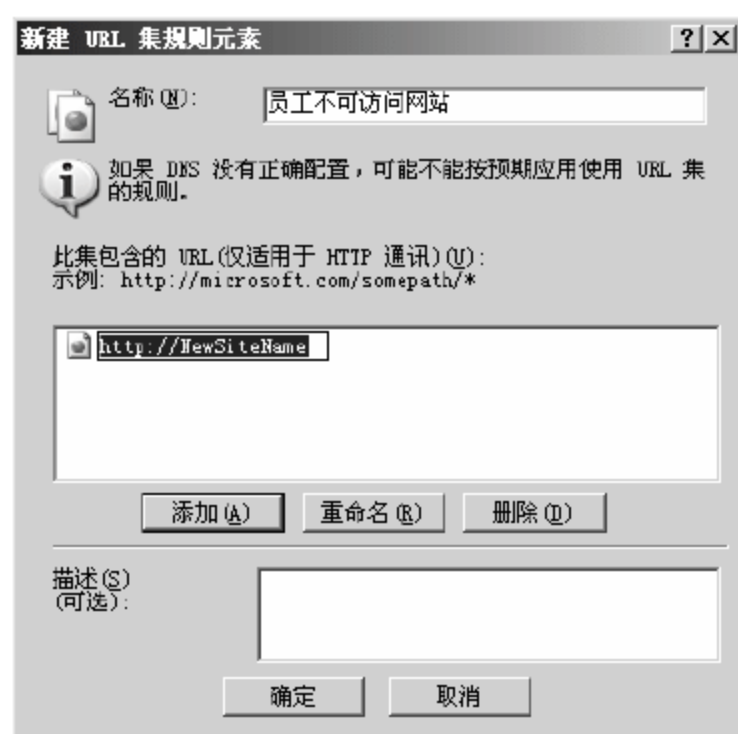 新建 URL 集规则元素
名称(N):
员工不可访问网站
如果 DNS 没有正确配置，可能不能按预期应用使用 URL 集
的规则。
此集包含的 URL(仅适用于 HTTP 通讯)(U):
示例: http://microsoft.com/somepath/*
http://NewSiteName
添加(A)
重命名(R)
删除(D)
描述(S)
(可选):
确定
取消